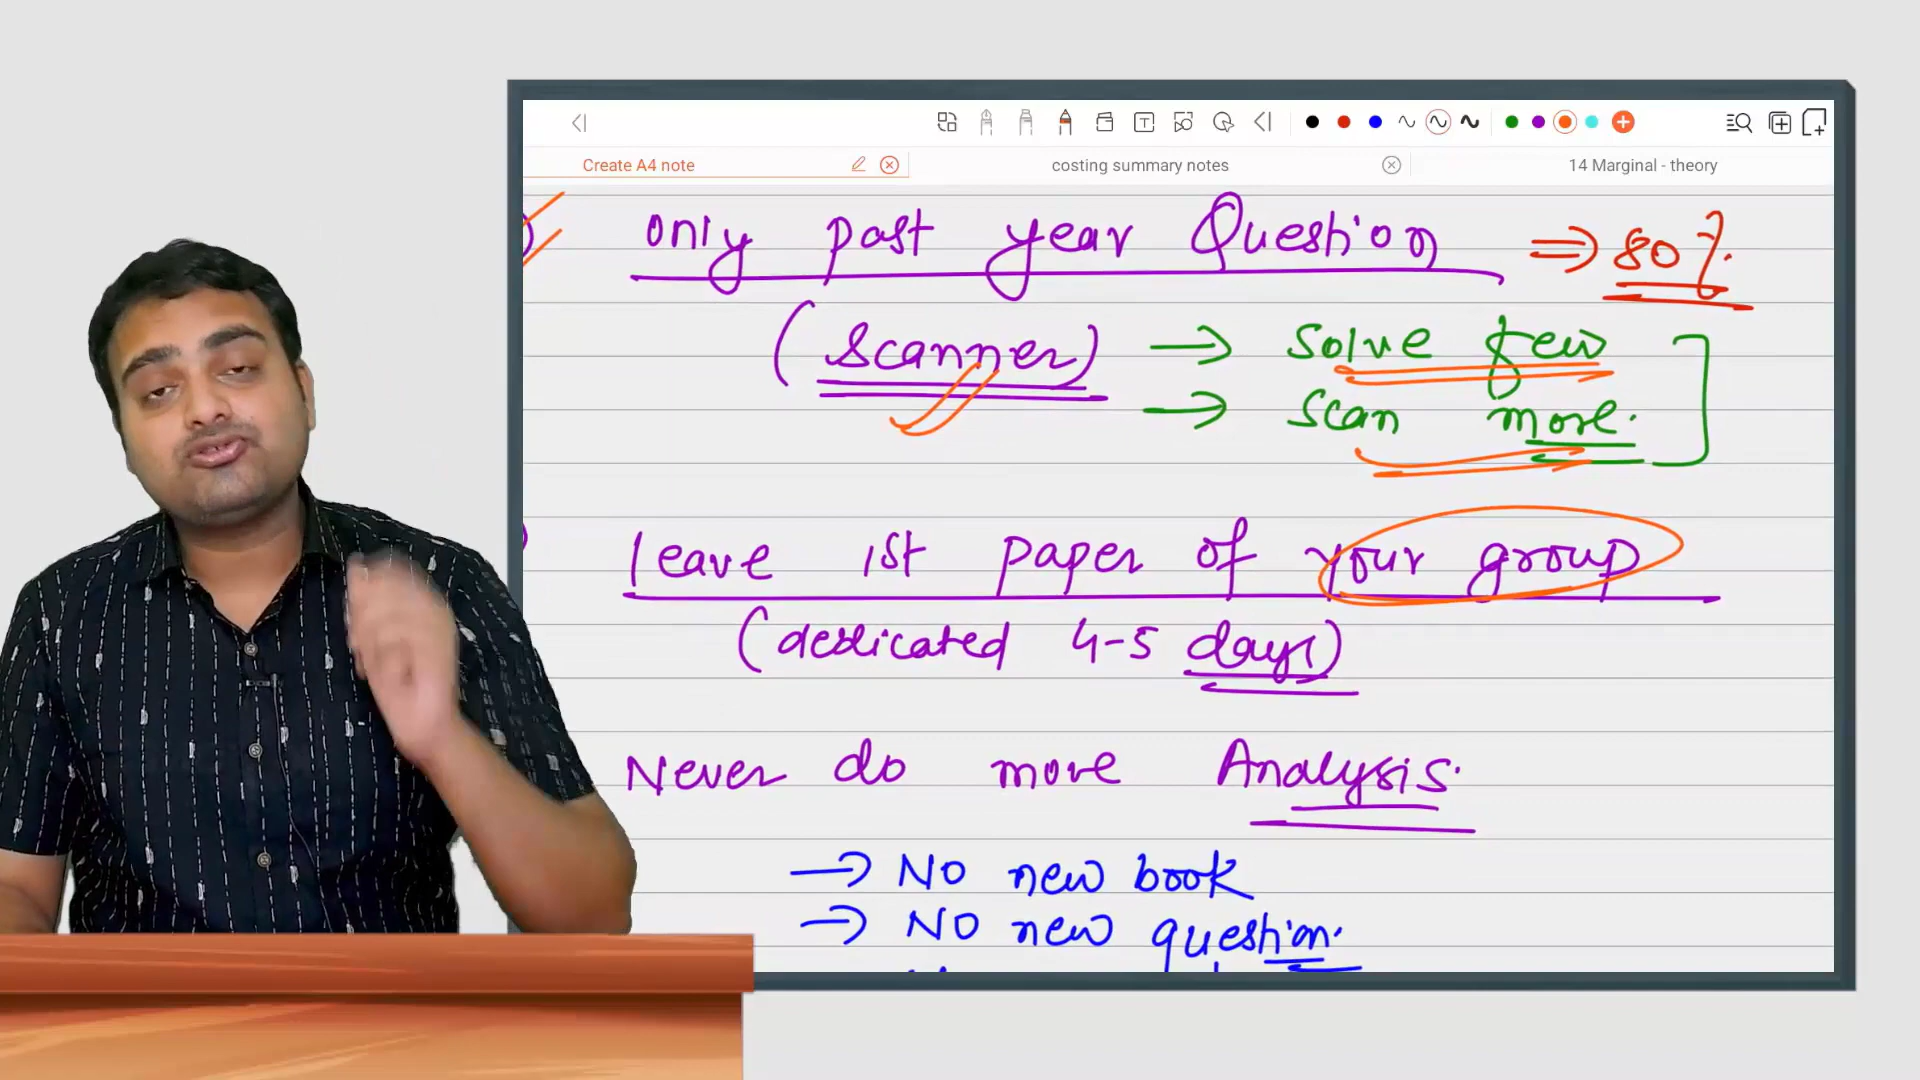 Create A4 note
costing summary notes
14 Marginal - theory
only past year Question ⇒ 80%.
(Scanner) → Solve few
→ Scan more.
leave 1st paper of your group
(dedicated 4-5 days)
Never do more Analysis.
→ NO new book
→ NO new question.